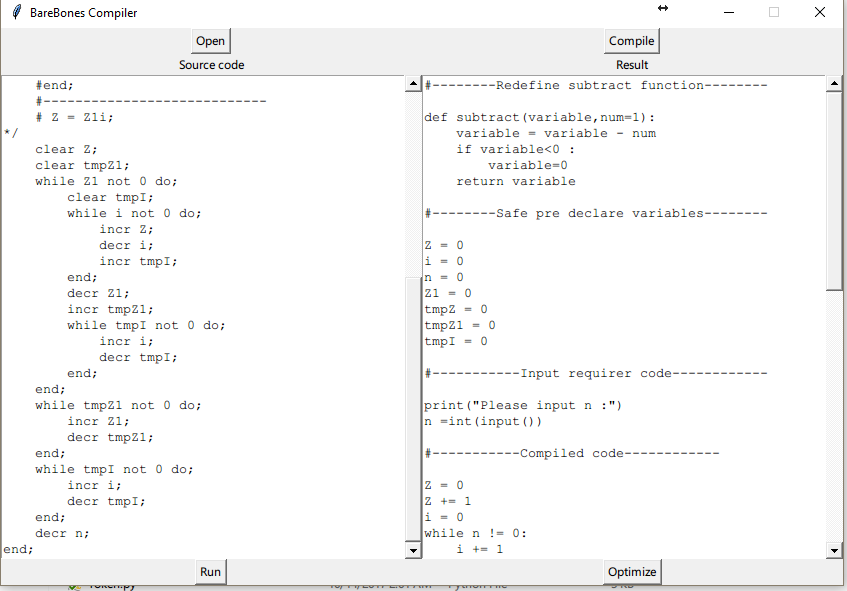 BareBones Compiler
Open
Compile
Source code
Result
    #end;
    #----------------------------
    # Z = Z1i;
*/
    clear Z;
    clear tmpZ1;
    while Z1 not 0 do;
        clear tmpI;
        while i not 0 do;
            incr Z;
            decr i;
            incr tmpI;
        end;
        decr Z1;
        incr tmpZ1;
        while tmpI not 0 do;
            incr i;
            decr tmpI;
        end;
    end;
    while tmpZ1 not 0 do;
        incr Z1;
        decr tmpZ1;
    end;
    while tmpI not 0 do;
        incr i;
        decr tmpI;
    end;
    decr n;
end;
#--------Redefine subtract function--------
def subtract(variable,num=1):
    variable = variable - num
    if variable<0 :
        variable=0
    return variable
#--------Safe pre declare variables--------
Z = 0
i = 0
n = 0
Z1 = 0
tmpZ = 0
tmpZ1 = 0
tmpI = 0
#-----------Input requirer code------------
print("Please input n :")
n =int(input())
#-----------Compiled code------------
Z = 0
Z += 1
i = 0
while n != 0:
    i += 1
Run
Optimize